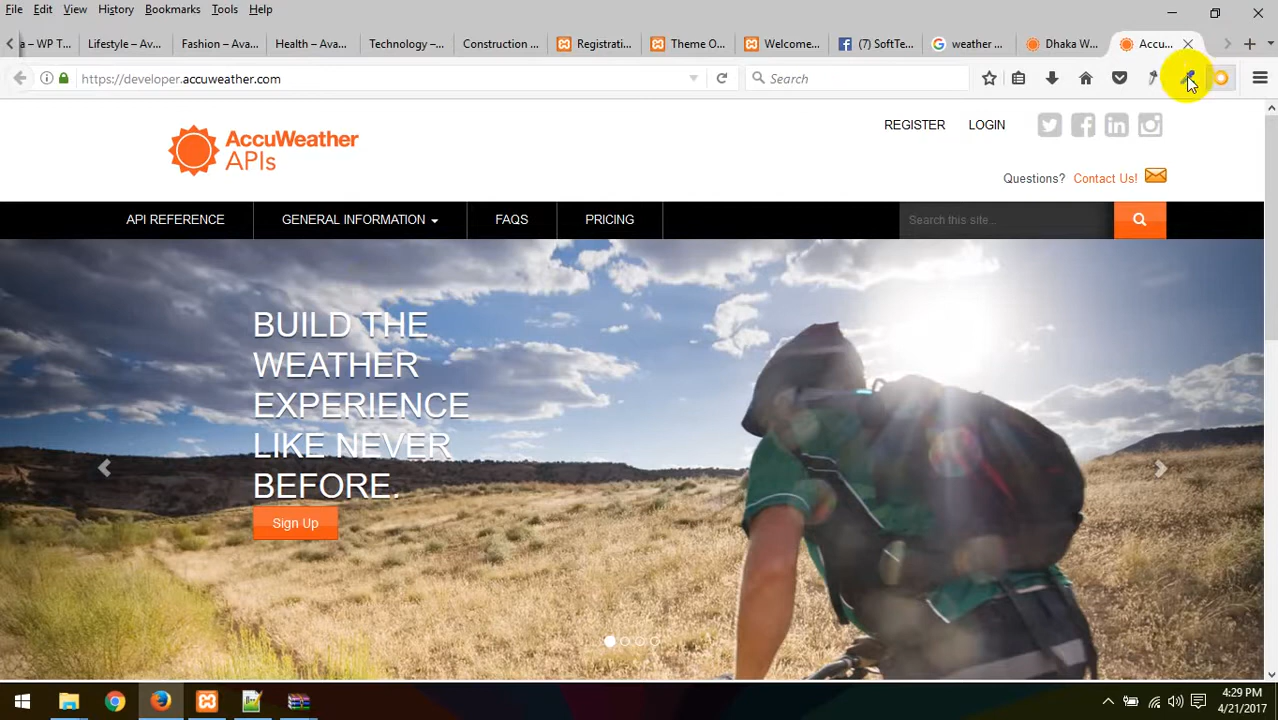 File Edit View History Bookmarks Tools Help
a – WP T... Lifestyle – Av... Fashion – Ava... Health – Ava... Technology –... Construction ... Registrati... Theme O... Welcome... (7) SoftTe... weather ... Dhaka W... Accu...
https://developer.accuweather.com Search
AccuWeather
APIs
REGISTER LOGIN
Questions? Contact Us!
API REFERENCE GENERAL INFORMATION FAQS PRICING Search this site...
BUILD THE
WEATHER
EXPERIENCE
LIKE NEVER
BEFORE.
Sign Up
4:29 PM
4/21/2017